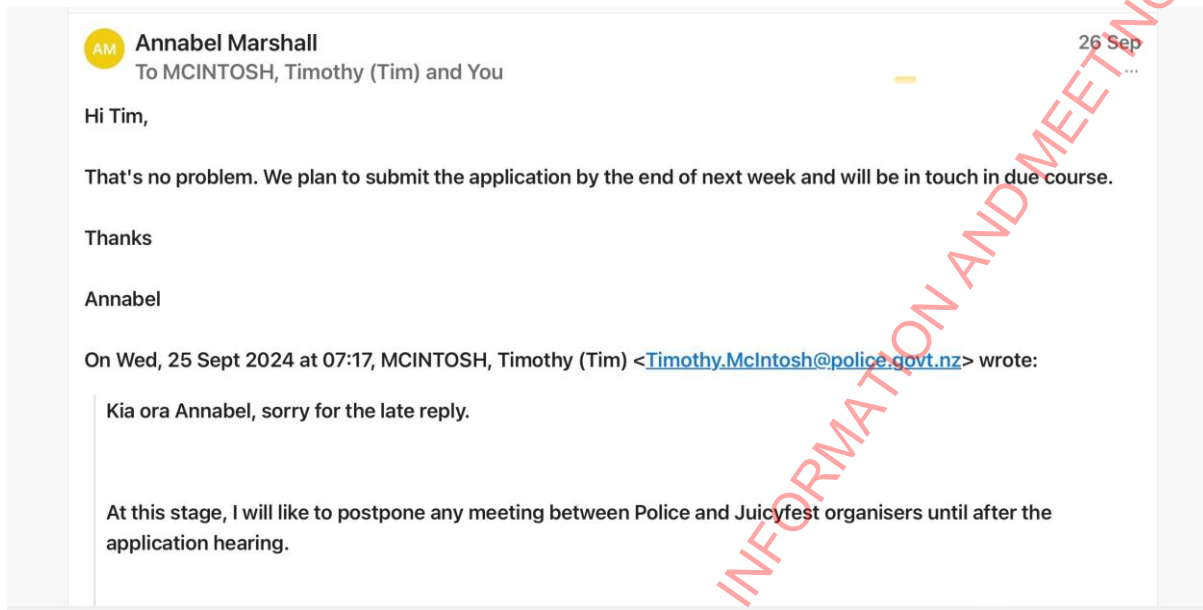 AM
Annabel Marshall
26 Sep
To MCINTOSH, Timothy (Tim) and You
...
Hi Tim,
That's no problem. We plan to submit the application by the end of next week and will be in touch in due course.
Thanks
Annabel
On Wed, 25 Sept 2024 at 07:17, MCINTOSH, Timothy (Tim) <Timothy.McIntosh@police.govt.nz> wrote:
Kia ora Annabel, sorry for the late reply.
At this stage, I will like to postpone any meeting between Police and Juicyfest organisers until after the
application hearing.
INFORMATION AND MEETING